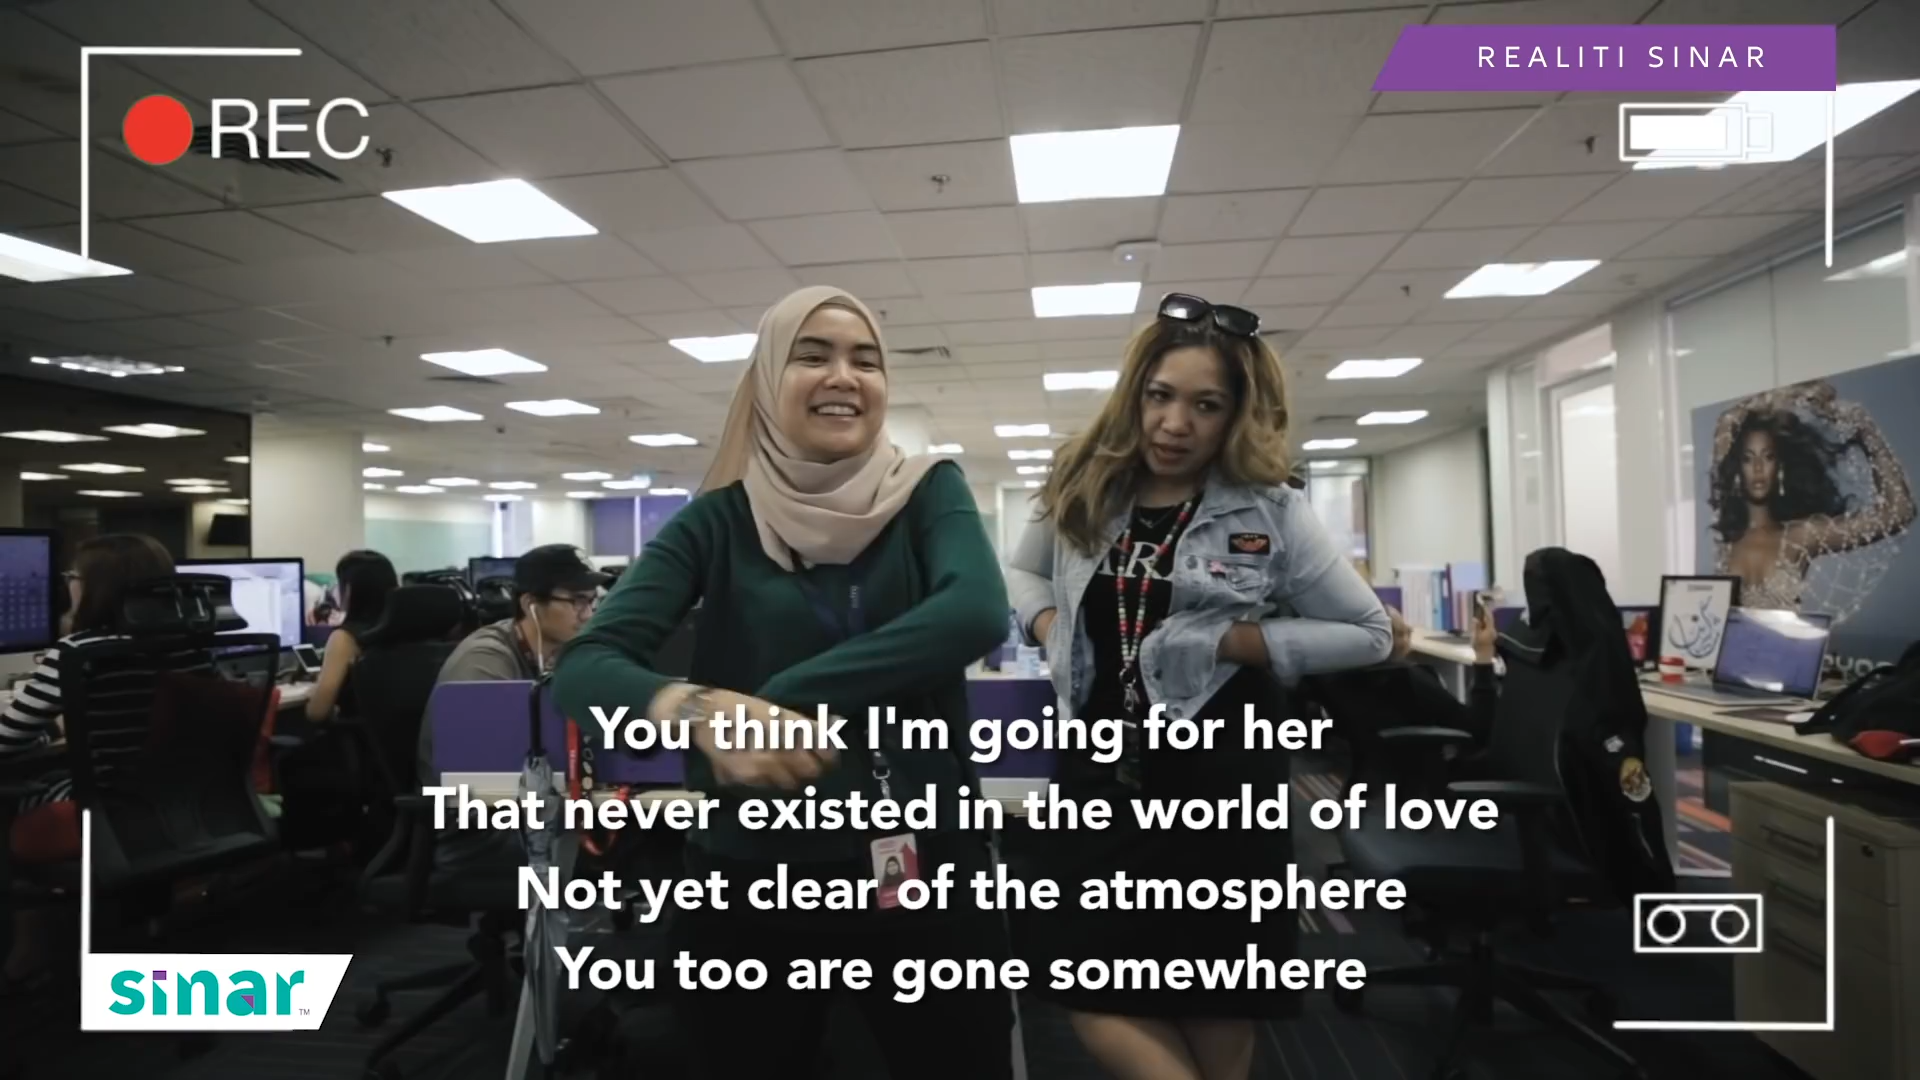 REALITI SINAR
REC
You think I'm going for her
That never existed in the world of love
Not yet clear of the atmosphere
You too are gone somewhere
sinar
TM